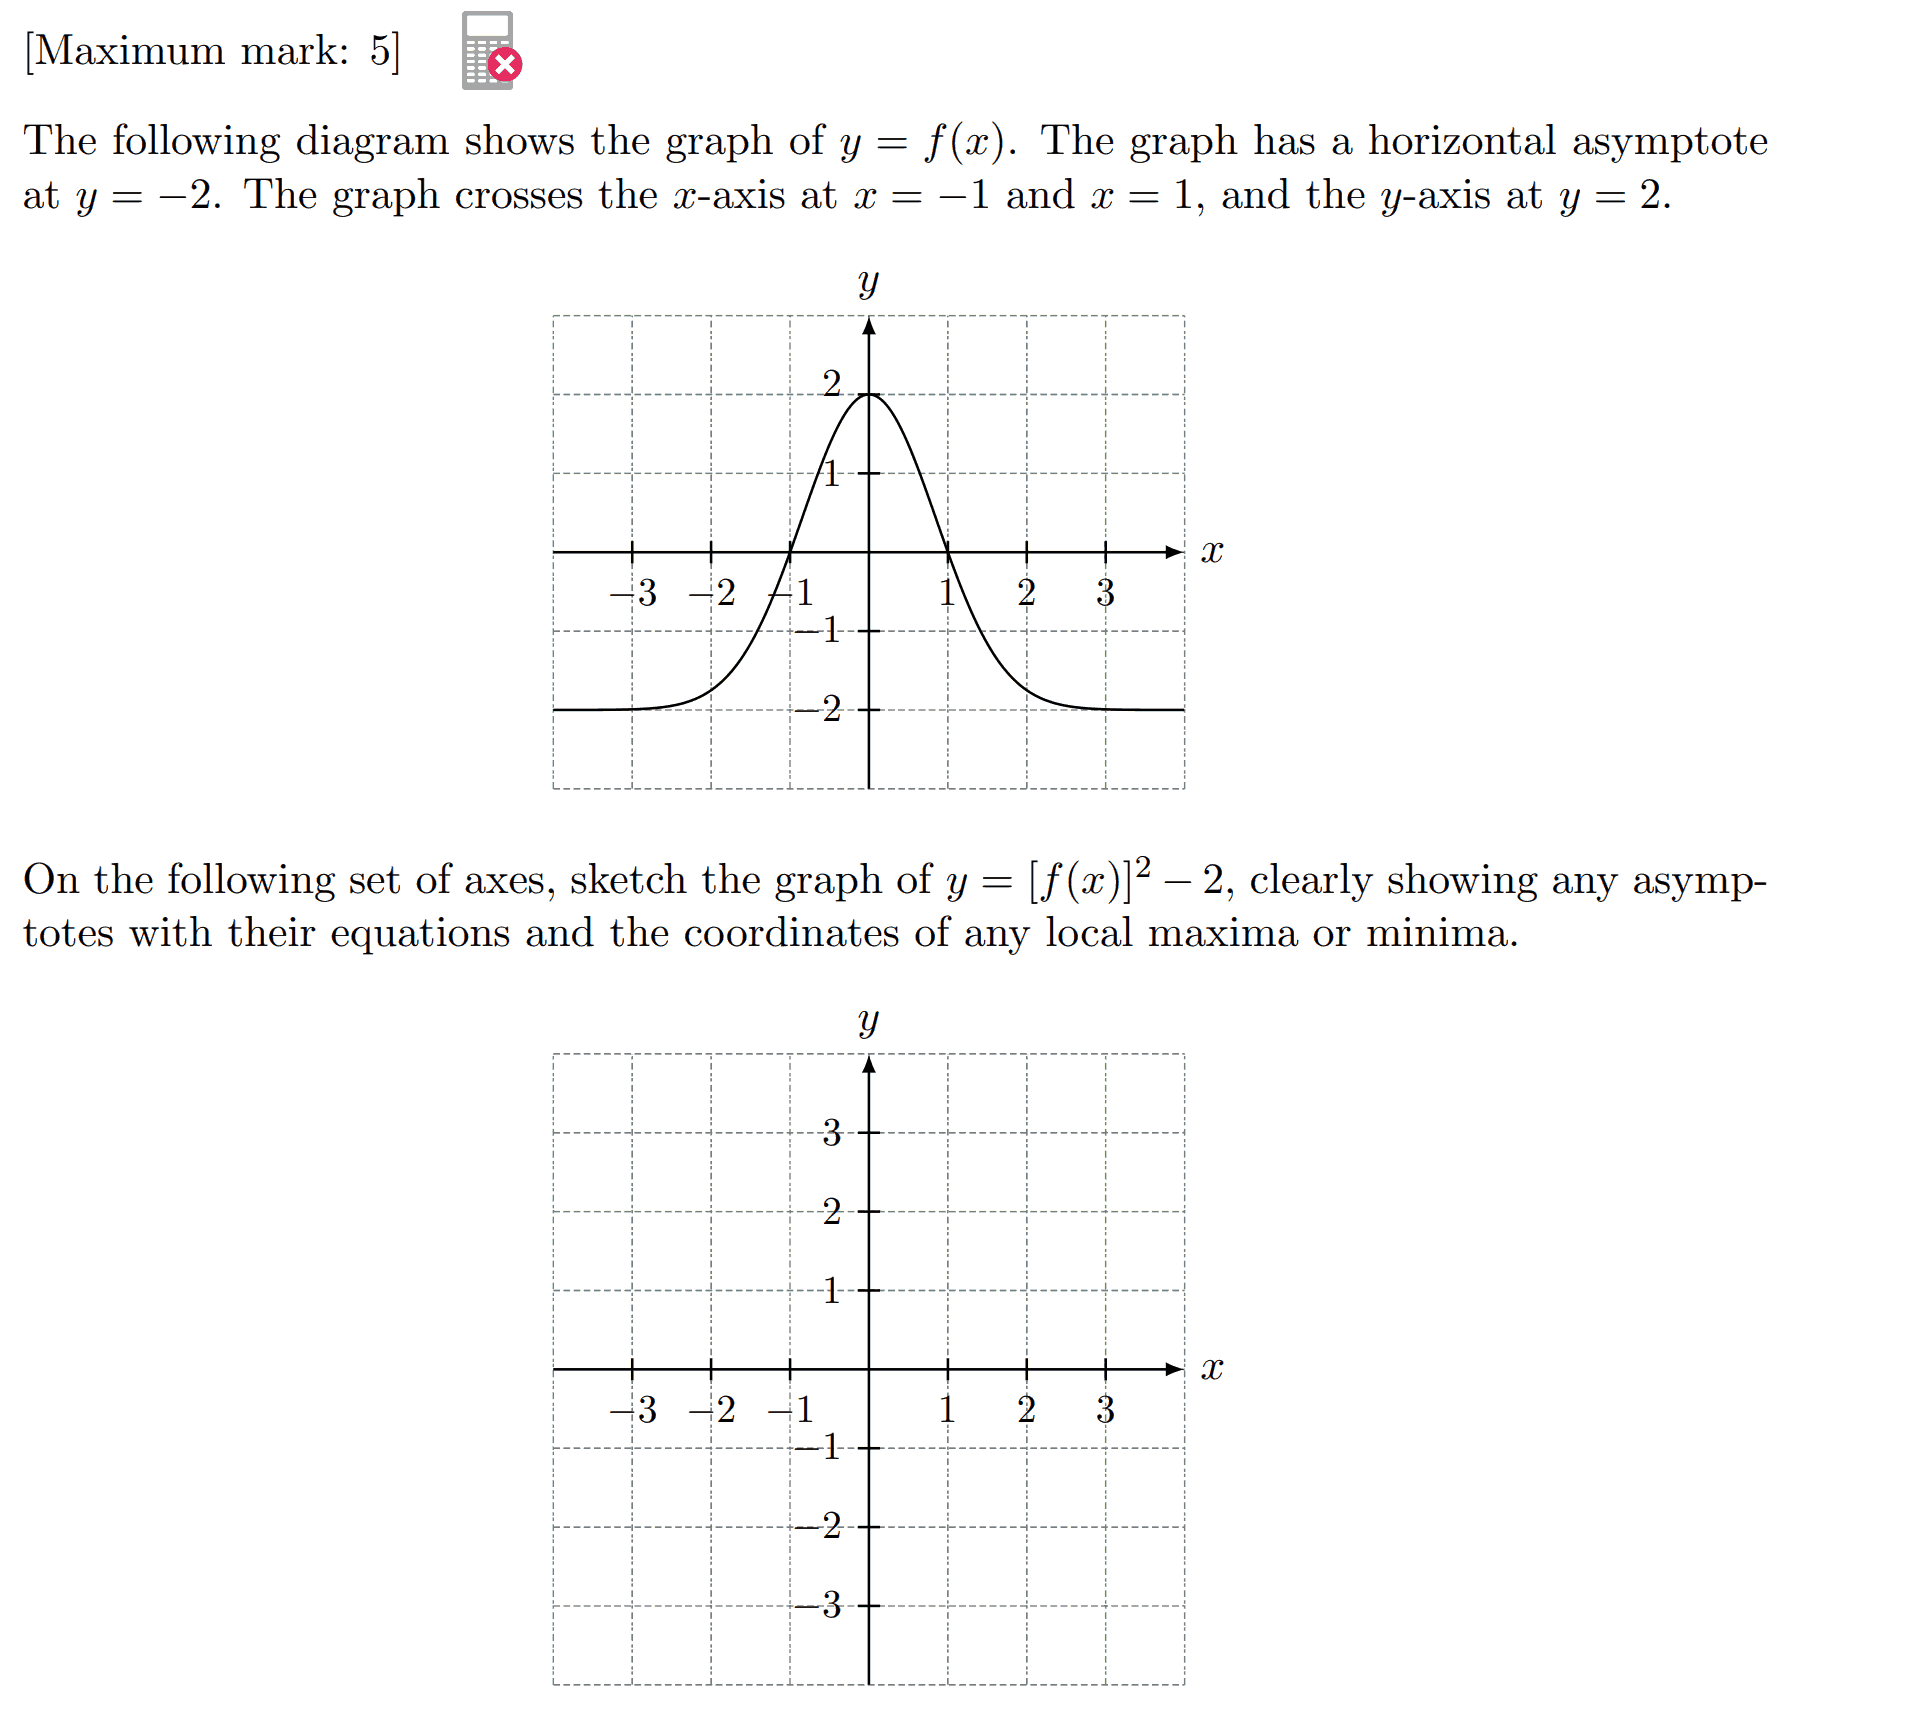 [Maximum mark: 5]
The following diagram shows the graph of y = f(x). The graph has a horizontal asymptote
at y = −2. The graph crosses the x-axis at x = −1 and x = 1, and the y-axis at y = 2.
y
2
1
x
−3 −2 −1 1 2 3
−1
−2
On the following set of axes, sketch the graph of y = [f(x)]² − 2, clearly showing any asymp-
totes with their equations and the coordinates of any local maxima or minima.
y
3
2
1
x
−3 −2 −1 1 2 3
−1
−2
−3